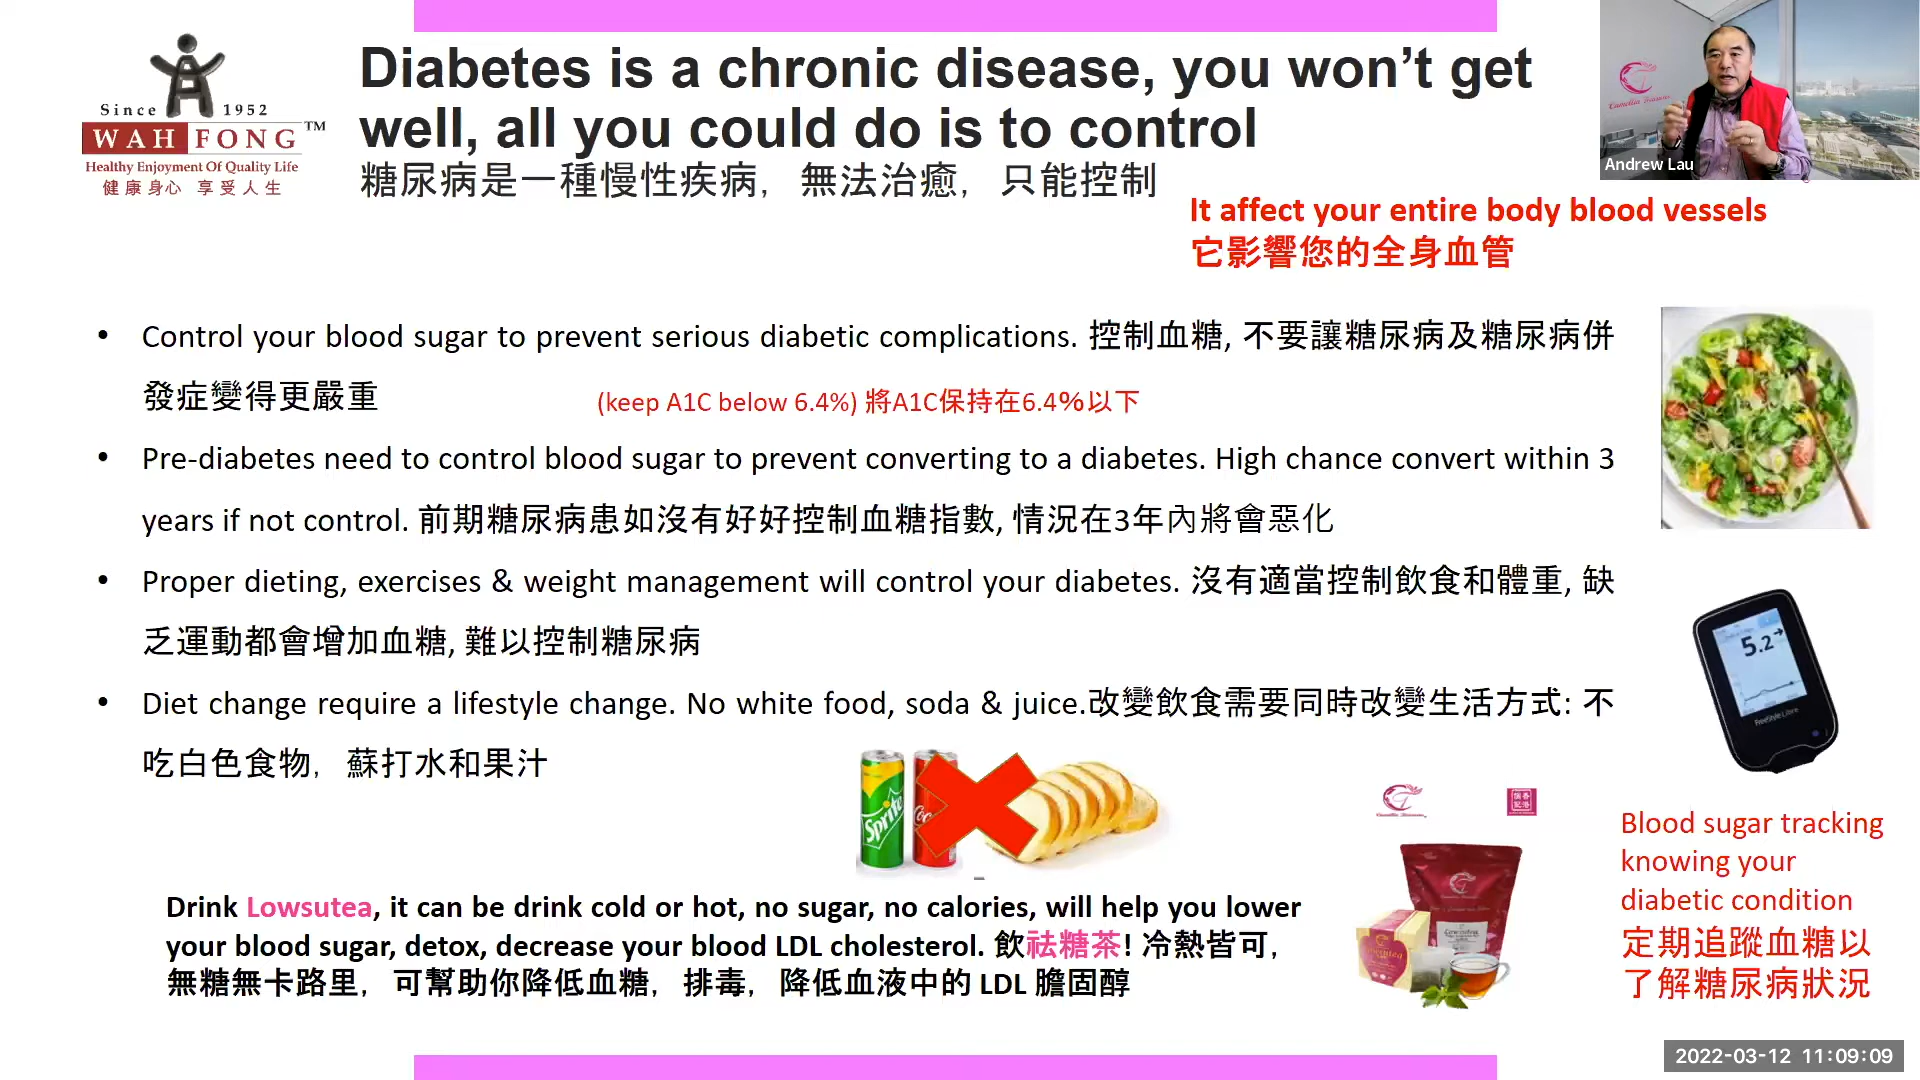 Since 1952
WAH FONG TM
Healthy Enjoyment Of Quality Life
健康身心 享受人生
Diabetes is a chronic disease, you won’t get
well, all you could do is to control
糖尿病是一種慢性疾病, 無法治癒, 只能控制
Andrew Lau
It affect your entire body blood vessels
它影響您的全身血管
• Control your blood sugar to prevent serious diabetic complications. 控制血糖, 不要讓糖尿病及糖尿病併
發症變得更嚴重
(keep A1C below 6.4%) 將A1C保持在6.4%以下
• Pre-diabetes need to control blood sugar to prevent converting to a diabetes. High chance convert within 3
years if not control. 前期糖尿病患如沒有好好控制血糖指數, 情況在3年內將會惡化
• Proper dieting, exercises & weight management will control your diabetes. 沒有適當控制飲食和體重, 缺
乏運動都會增加血糖, 難以控制糖尿病
• Diet change require a lifestyle change. No white food, soda & juice.改變飲食需要同時改變生活方式: 不
吃白色食物, 蘇打水和果汁
Sprite
5.2
FreeStyle Libre
Drink Lowsutea, it can be drink cold or hot, no sugar, no calories, will help you lower
your blood sugar, detox, decrease your blood LDL cholesterol. 飲祛糖茶! 冷熱皆可,
無糖無卡路里, 可幫助你降低血糖, 排毒, 降低血液中的 LDL 膽固醇
Blood sugar tracking
knowing your
diabetic condition
定期追蹤血糖以
了解糖尿病狀況
2022-03-12 11:09:09